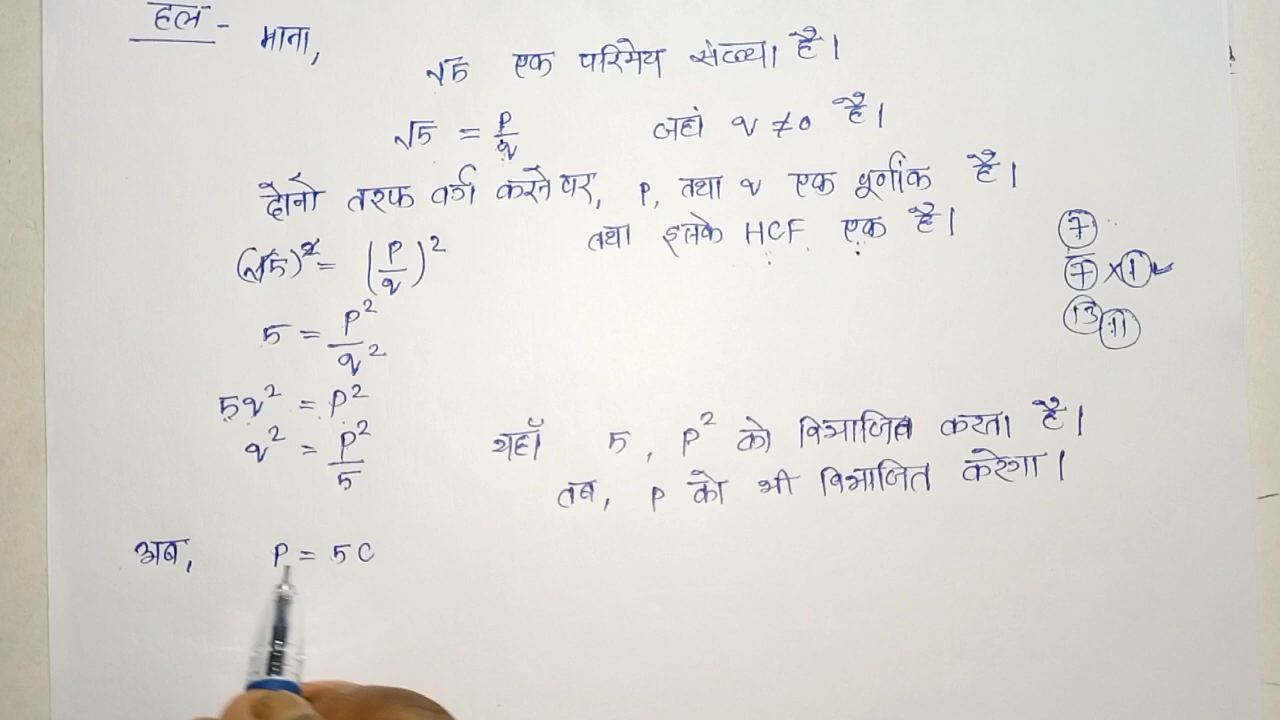 हल - माना,
√5 एक परिमेय संख्या है।
√5 = p/q जहां q ≠ 0 है।
दोनों तरफ वर्ग करने पर, P, तथा q एक पूर्णांक है।
तथा इनके HCF एक है।
(√5)² = (p/q)²
5 = p²/q²
5q² = p²
q² = p²/5
यहाँ 5, p² को विभाजित करता है।
तब, p को भी विभाजित करेगा।
अब, P = 5C
7
7 × 1
13 11